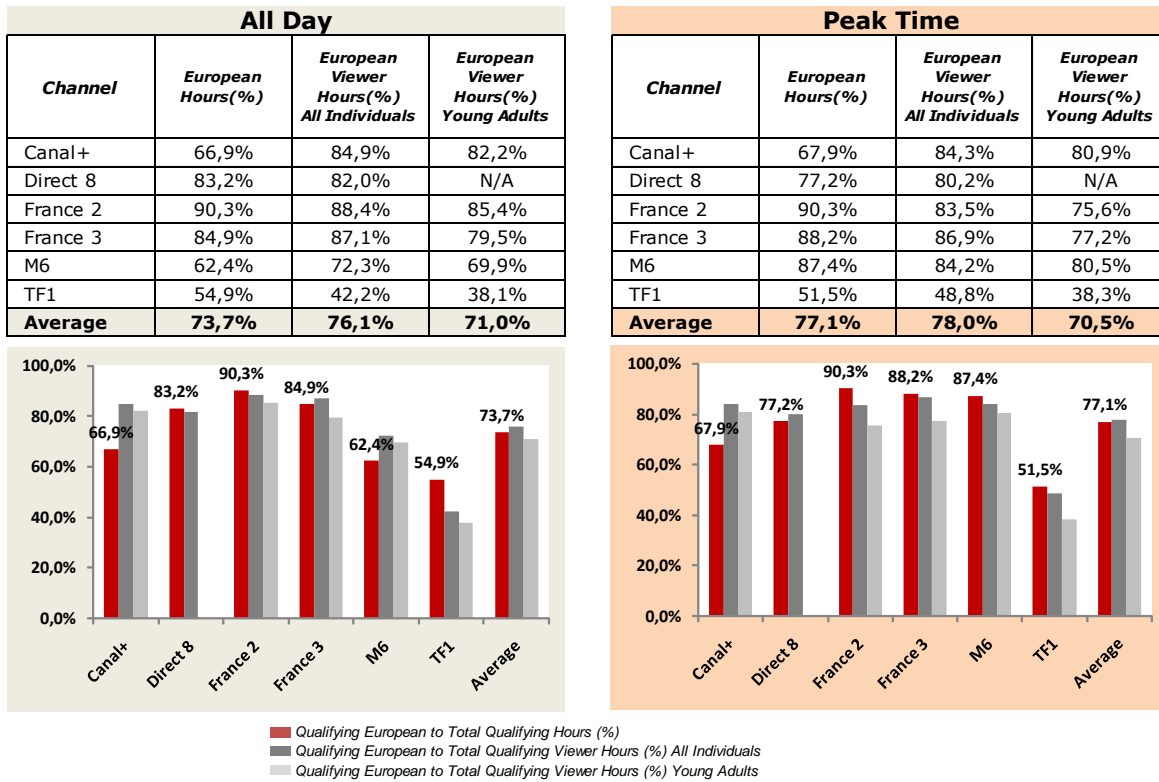 All Day
Channel European Hours(%) European Viewer Hours(%) All Individuals European Viewer Hours(%) Young Adults
Canal+ 66,9% 84,9% 82,2%
Direct 8 83,2% 82,0% N/A
France 2 90,3% 88,4% 85,4%
France 3 84,9% 87,1% 79,5%
M6 62,4% 72,3% 69,9%
TF1 54,9% 42,2% 38,1%
Average 73,7% 76,1% 71,0%
Peak Time
Channel European Hours(%) European Viewer Hours(%) All Individuals European Viewer Hours(%) Young Adults
Canal+ 67,9% 84,3% 80,9%
Direct 8 77,2% 80,2% N/A
France 2 90,3% 83,5% 75,6%
France 3 88,2% 86,9% 77,2%
M6 87,4% 84,2% 80,5%
TF1 51,5% 48,8% 38,3%
Average 77,1% 78,0% 70,5%
100,0%
80,0%
60,0%
40,0%
20,0%
0,0%
66,9% 83,2% 90,3% 84,9% 62,4% 54,9% 73,7%
Canal+ Direct 8 France 2 France 3 M6 TF1 Average
100,0%
80,0%
60,0%
40,0%
20,0%
0,0%
67,9% 77,2% 90,3% 88,2% 87,4% 51,5% 77,1%
Canal+ Direct 8 France 2 France 3 M6 TF1 Average
Qualifying European to Total Qualifying Hours (%)
Qualifying European to Total Qualifying Viewer Hours (%) All Individuals
Qualifying European to Total Qualifying Viewer Hours (%) Young Adults